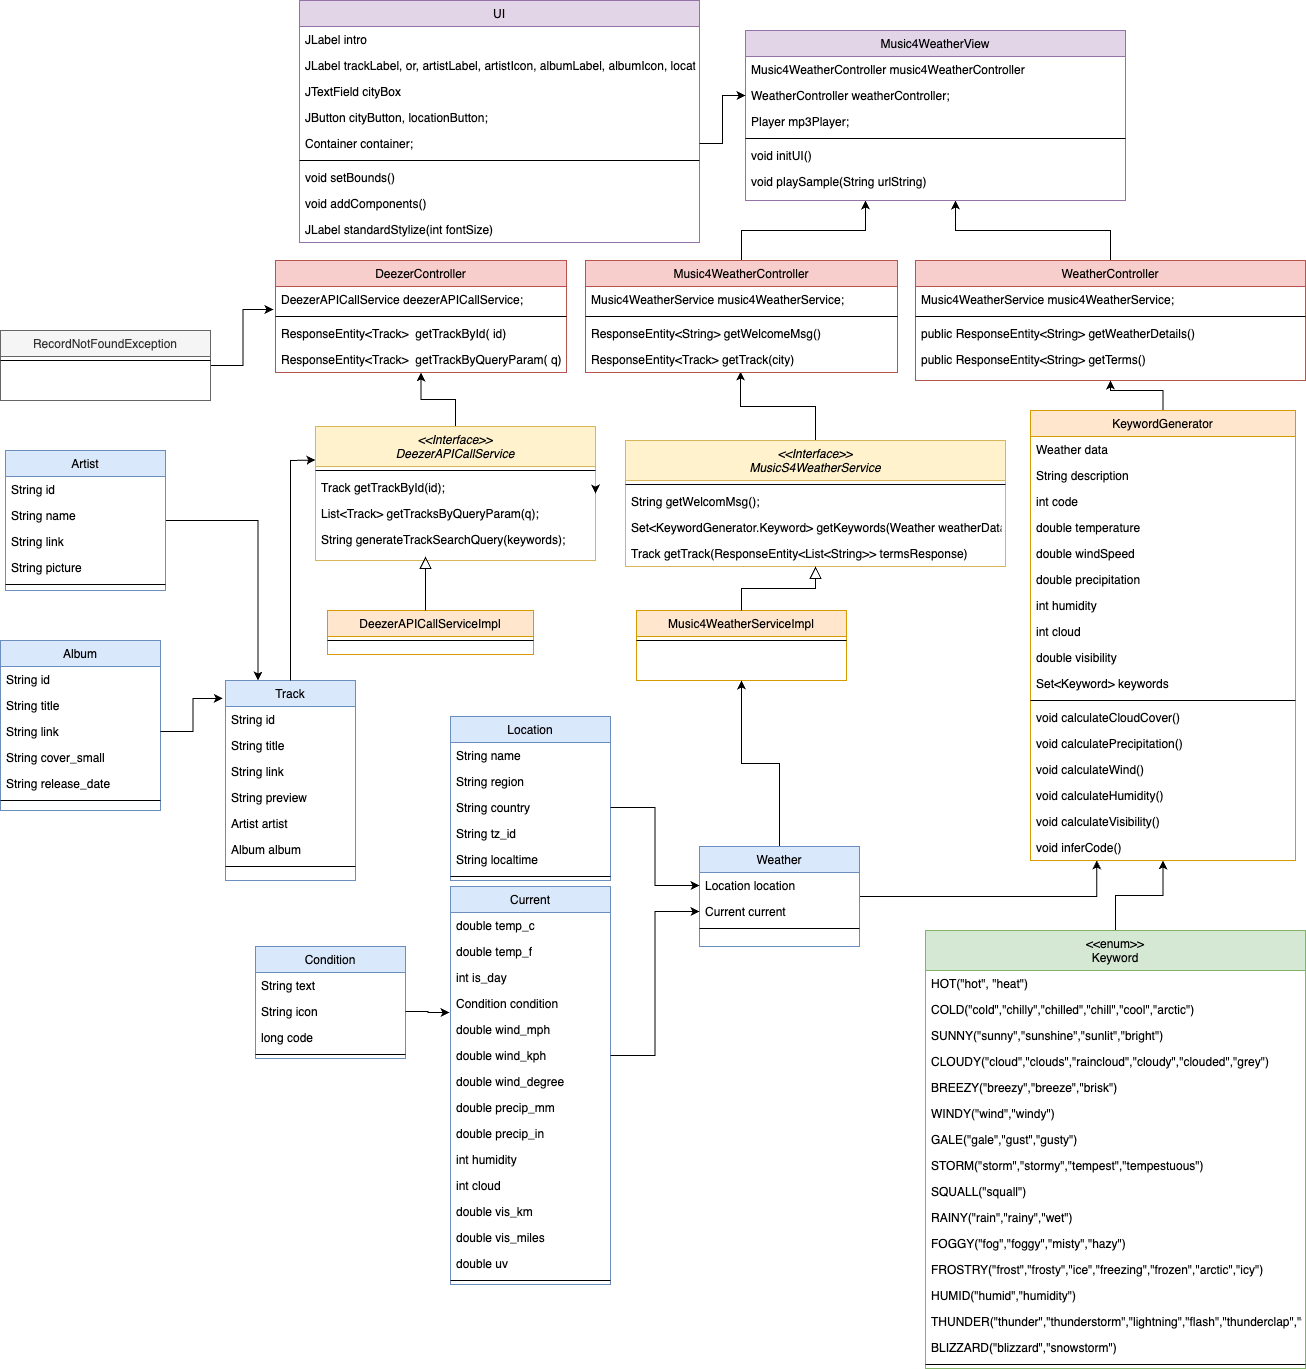 UI
JLabel intro
JLabel trackLabel, or, artistLabel, artistIcon, albumLabel, albumIcon, locat
JTextField cityBox
JButton cityButton, locationButton;
Container container;
void setBounds()
void addComponents()
JLabel standardStylize(int fontSize)
Music4WeatherView
Music4WeatherController music4WeatherController
WeatherController weatherController;
Player mp3Player;
void initUI()
void playSample(String urlString)
DeezerController
DeezerAPICallService deezerAPICallService;
ResponseEntity<Track>  getTrackById( id)
ResponseEntity<Track>  getTrackByQueryParam( q)
Music4WeatherController
Music4WeatherService music4WeatherService;
ResponseEntity<String> getWelcomeMsg()
ResponseEntity<Track> getTrack(city)
WeatherController
Music4WeatherService music4WeatherService;
public ResponseEntity<String> getWeatherDetails()
public ResponseEntity<String> getTerms()
RecordNotFoundException
<<Interface>>
DeezerAPICallService
Track getTrackById(id);
List<Track> getTracksByQueryParam(q);
String generateTrackSearchQuery(keywords);
<<Interface>>
MusicS4WeatherService
String getWelcomMsg();
Set<KeywordGenerator.Keyword> getKeywords(Weather weatherData
Track getTrack(ResponseEntity<List<String>> termsResponse)
KeywordGenerator
Weather data
String description
int code
double temperature
double windSpeed
double precipitation
int humidity
int cloud
double visibility
Set<Keyword> keywords
void calculateCloudCover()
void calculatePrecipitation()
void calculateWind()
void calculateHumidity()
void calculateVisibility()
void inferCode()
Artist
String id
String name
String link
String picture
DeezerAPICallServiceImpl
Music4WeatherServiceImpl
Album
String id
String title
String link
String cover_small
String release_date
Track
String id
String title
String link
String preview
Artist artist
Album album
Location
String name
String region
String country
String tz_id
String localtime
Weather
Location location
Current current
Current
double temp_c
double temp_f
int is_day
Condition condition
double wind_mph
double wind_kph
double wind_degree
double precip_mm
double precip_in
int humidity
int cloud
double vis_km
double vis_miles
double uv
Condition
String text
String icon
long code
<<enum>>
Keyword
HOT("hot", "heat")
COLD("cold","chilly","chilled","chill","cool","arctic")
SUNNY("sunny","sunshine","sunlit","bright")
CLOUDY("cloud","clouds","raincloud","cloudy","clouded","grey")
BREEZY("breezy","breeze","brisk")
WINDY("wind","windy")
GALE("gale","gust","gusty")
STORM("storm","stormy","tempest","tempestuous")
SQUALL("squall")
RAINY("rain","rainy","wet")
FOGGY("fog","foggy","misty","hazy")
FROSTRY("frost","frosty","ice","freezing","frozen","arctic","icy")
HUMID("humid","humidity")
THUNDER("thunder","thunderstorm","lightning","flash","thunderclap","
BLIZZARD("blizzard","snowstorm")